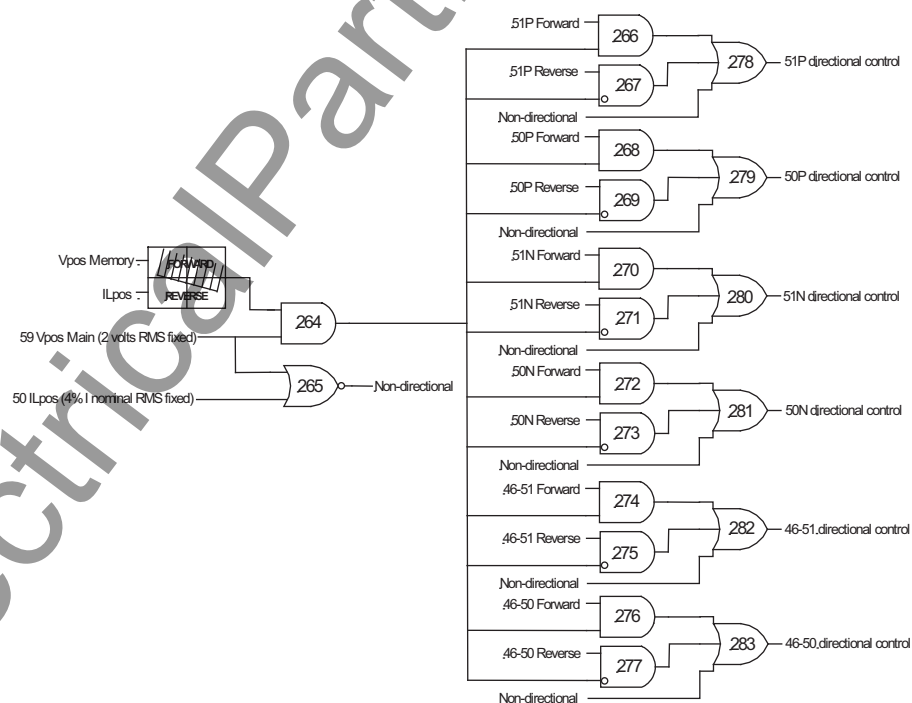 .51P Forward
.266
.278
51P directional control
.51P Reverse
.267
.Non-directional
.50P Forward
.268
.279
50P directional control
.50P Reverse
.269
.Non-directional
.51N Forward
.270
.280
.51N directional control
.51N Reverse
.271
.Non-directional
Vpos Memory.
.FORWARD
ILpos .
.REVERSE
.264
59 Vpos Main (2 volts RMS fixed)
.265
.Non-directional
50 ILpos (4% I nominal RMS fixed)
.50N Forward
.272
.281
50N directional control
.50N Reverse
.273
.Non-directional
.46-51 Forward
.274
.282
46-51.directional control
.46-51 Reverse
.275
.Non-directional
.46-50 Forward
.276
.283
46-50.directional control
.46-50 Reverse
.277
Non-directional
ctricalPart